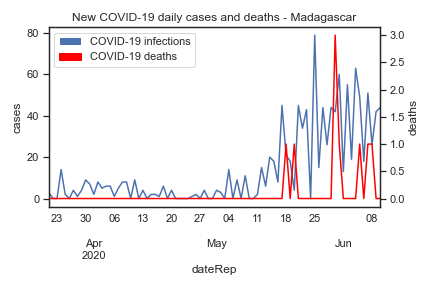 New COVID-19 daily cases and deaths - Madagascar
COVID-19 infections
COVID-19 deaths
80
60
40
20
0
cases
3.0
2.5
2.0
1.5
1.0
0.5
0.0
deaths
23 30 06 13 20 27 04 11 18 25 08
Apr May Jun
2020
dateRep